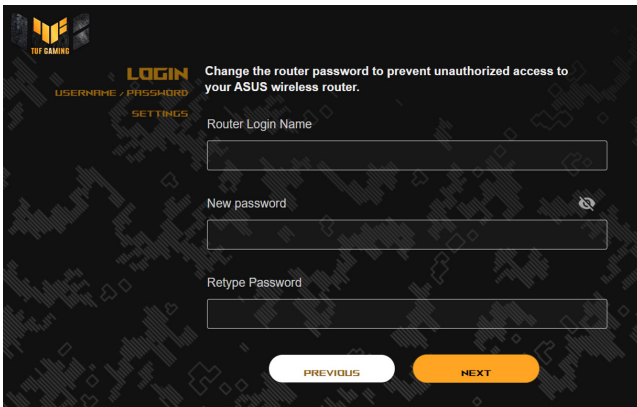 TUF GAMING
LOGIN
USERNAME / PASSWORD
SETTINGS
Change the router password to prevent unauthorized access to
your ASUS wireless router.
Router Login Name
New password
Retype Password
PREVIOUS
NEXT